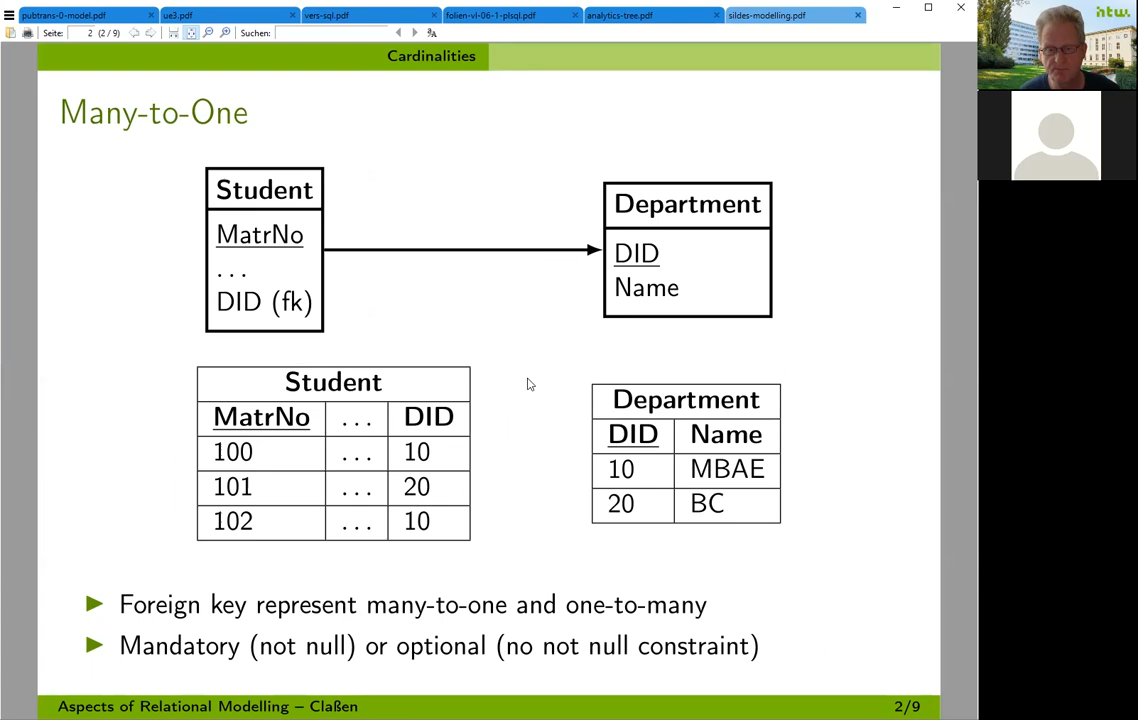 pubtrans-0-model.pdf
ue3.pdf
vers-sql.pdf
folien-vl-06-1-plsql.pdf
analytics-tree.pdf
sildes-modelling.pdf
Seite: 2 (2 / 9) Suchen:
Cardinalities
Many-to-One
Student
MatrNo
. . .
DID (fk)
Department
DID
Name
Student
MatrNo . . . DID
100 . . . 10
101 . . . 20
102 . . . 10
Department
DID Name
10 MBAE
20 BC
Foreign key represent many-to-one and one-to-many
Mandatory (not null) or optional (no not null constraint)
Aspects of Relational Modelling – Claßen 2/9
htw.